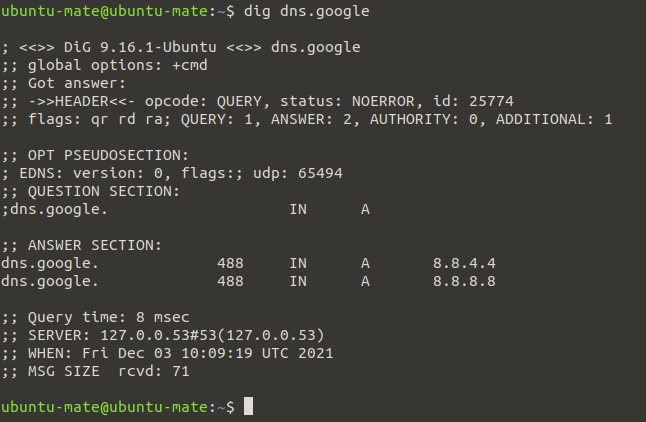 ubuntu-mate@ubuntu-mate:~$ dig dns.google

; <<>> DiG 9.16.1-Ubuntu <<>> dns.google
;; global options: +cmd
;; Got answer:
;; ->>HEADER<<- opcode: QUERY, status: NOERROR, id: 25774
;; flags: qr rd ra; QUERY: 1, ANSWER: 2, AUTHORITY: 0, ADDITIONAL: 1

;; OPT PSEUDOSECTION:
; EDNS: version: 0, flags:; udp: 65494
;; QUESTION SECTION:
;dns.google.                    IN      A

;; ANSWER SECTION:
dns.google.             488     IN      A       8.8.4.4
dns.google.             488     IN      A       8.8.8.8

;; Query time: 8 msec
;; SERVER: 127.0.0.53#53(127.0.0.53)
;; WHEN: Fri Dec 03 10:09:19 UTC 2021
;; MSG SIZE  rcvd: 71

ubuntu-mate@ubuntu-mate:~$